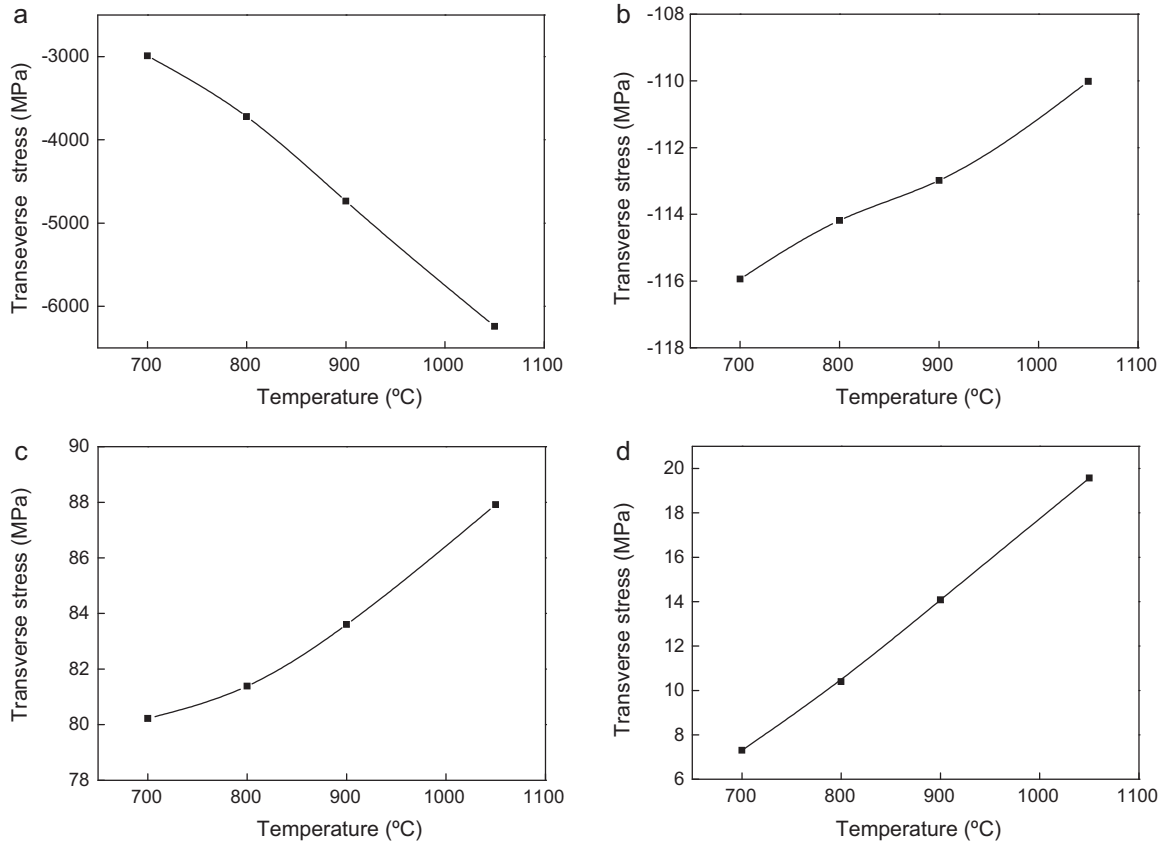 a
-3000
-4000
-5000
-6000
Transeverse stress (MPa)
700 800 900 1000 1100
Temperature (ºC)
b
-108
-110
-112
-114
-116
-118
Transverse stress (MPa)
700 800 900 1000 1100
Temperature (ºC)
c
90
88
86
84
82
80
78
Transverse stress (MPa)
700 800 900 1000 1100
Temperature (ºC)
d
20
18
16
14
12
10
8
6
Transverse stress (MPa)
700 800 900 1000 1100
Temperature (ºC)